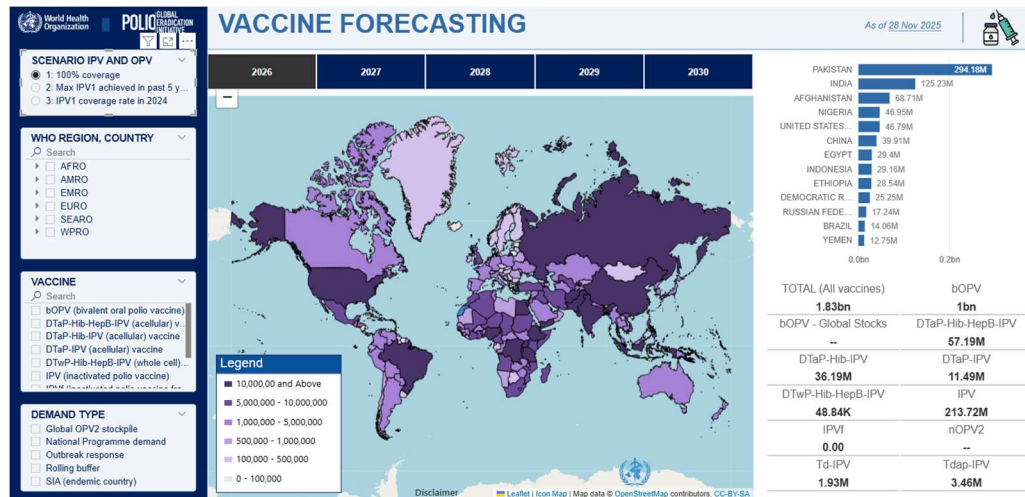 World Health Organization
POLIO GLOBAL ERADICATION INITIATIVE
VACCINE FORECASTING
As of 28 Nov 2025
SCENARIO IPV AND OPV
1: 100% coverage
2: Max IPV1 achieved in past 5 y...
3: IPV1 coverage rate in 2024
WHO REGION, COUNTRY
Search
AFRO
AMRO
EMRO
EURO
SEARO
WPRO
VACCINE
Search
bOPV (bivalent oral polio vaccine)
DTaP-Hib-HepB-IPV (acellular) v...
DTaP-Hib-IPV (acellular) vaccine
DTaP-IPV (acellular) vaccine
DTwP-Hib-HepB-IPV (whole cell)...
IPV (inactivated polio vaccine)
DEMAND TYPE
Global OPV2 stockpile
National Programme demand
Outbreak response
Rolling buffer
SIA (endemic country)
2026 2027 2028 2029 2030
Legend
10,000,00 and Above
5,000,000 - 10,000,000
1,000,000 - 5,000,000
500,000 - 1,000,000
100,000 - 500,000
0 - 100,000
Disclaimer
Leaflet | Icon Map | Map data © OpenStreetMap contributors, CC-BY-SA
PAKISTAN 294.18M
INDIA 125.23M
AFGHANISTAN 68.71M
NIGERIA 46.95M
UNITED STATES... 46.79M
CHINA 39.91M
EGYPT 29.4M
INDONESIA 29.16M
ETHIOPIA 28.54M
DEMOCRATIC R... 25.25M
RUSSIAN FEDE... 17.24M
BRAZIL 14.06M
YEMEN 12.75M
0.0bn 0.2bn
TOTAL (All vaccines) bOPV
1.83bn 1bn
bOPV - Global Stocks DTaP-Hib-HepB-IPV
-- 57.19M
DTaP-Hib-IPV DTaP-IPV
36.19M 11.49M
DTwP-Hib-HepB-IPV IPV
48.84K 213.72M
IPVf nOPV2
0.00 --
Td-IPV Tdap-IPV
1.93M 3.46M